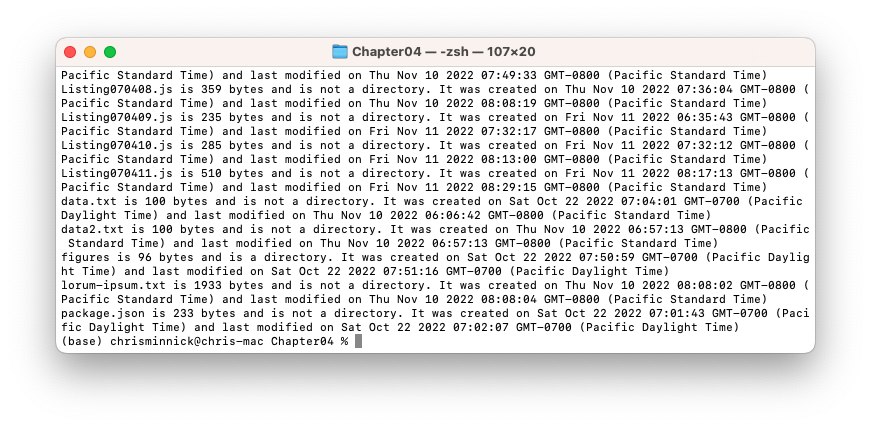 Chapter04 — -zsh — 107×20
Pacific Standard Time) and last modified on Thu Nov 10 2022 07:49:33 GMT-0800 (Pacific Standard Time)
Listing070408.js is 359 bytes and is not a directory. It was created on Thu Nov 10 2022 07:36:04 GMT-0800 (
Pacific Standard Time) and last modified on Thu Nov 10 2022 08:08:19 GMT-0800 (Pacific Standard Time)
Listing070409.js is 235 bytes and is not a directory. It was created on Fri Nov 11 2022 06:35:43 GMT-0800 (
Pacific Standard Time) and last modified on Fri Nov 11 2022 07:32:17 GMT-0800 (Pacific Standard Time)
Listing070410.js is 285 bytes and is not a directory. It was created on Fri Nov 11 2022 07:32:12 GMT-0800 (
Pacific Standard Time) and last modified on Fri Nov 11 2022 08:13:00 GMT-0800 (Pacific Standard Time)
Listing070411.js is 510 bytes and is not a directory. It was created on Fri Nov 11 2022 08:17:13 GMT-0800 (
Pacific Standard Time) and last modified on Fri Nov 11 2022 08:29:15 GMT-0800 (Pacific Standard Time)
data.txt is 100 bytes and is not a directory. It was created on Sat Oct 22 2022 07:04:01 GMT-0700 (Pacific
Daylight Time) and last modified on Thu Nov 10 2022 06:06:42 GMT-0800 (Pacific Standard Time)
data2.txt is 100 bytes and is not a directory. It was created on Thu Nov 10 2022 06:57:13 GMT-0800 (Pacific
 Standard Time) and last modified on Thu Nov 10 2022 06:57:13 GMT-0800 (Pacific Standard Time)
figures is 96 bytes and is a directory. It was created on Sat Oct 22 2022 07:50:59 GMT-0700 (Pacific Daylig
ht Time) and last modified on Sat Oct 22 2022 07:51:16 GMT-0700 (Pacific Daylight Time)
lorum-ipsum.txt is 1933 bytes and is not a directory. It was created on Thu Nov 10 2022 08:08:02 GMT-0800 (
Pacific Standard Time) and last modified on Thu Nov 10 2022 08:08:04 GMT-0800 (Pacific Standard Time)
package.json is 233 bytes and is not a directory. It was created on Sat Oct 22 2022 07:01:43 GMT-0700 (Paci
fic Daylight Time) and last modified on Sat Oct 22 2022 07:02:07 GMT-0700 (Pacific Daylight Time)
(base) chrisminnick@chris-mac Chapter04 %